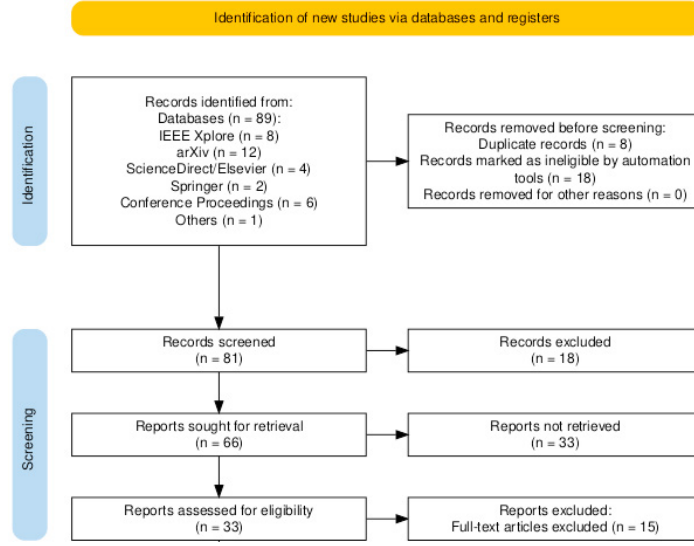 Identification of new studies via databases and registers
Identification
Records identified from:
Databases (n = 89):
IEEE Xplore (n = 8)
arXiv (n = 12)
ScienceDirect/Elsevier (n = 4)
Springer (n = 2)
Conference Proceedings (n = 6)
Others (n = 1)
Records removed before screening:
Duplicate records (n = 8)
Records marked as ineligible by automation
tools (n = 18)
Records removed for other reasons (n = 0)
Screening
Records screened
(n = 81)
Records excluded
(n = 18)
Reports sought for retrieval
(n = 66)
Reports not retrieved
(n = 33)
Reports assessed for eligibility
(n = 33)
Reports excluded:
Full-text articles excluded (n = 15)